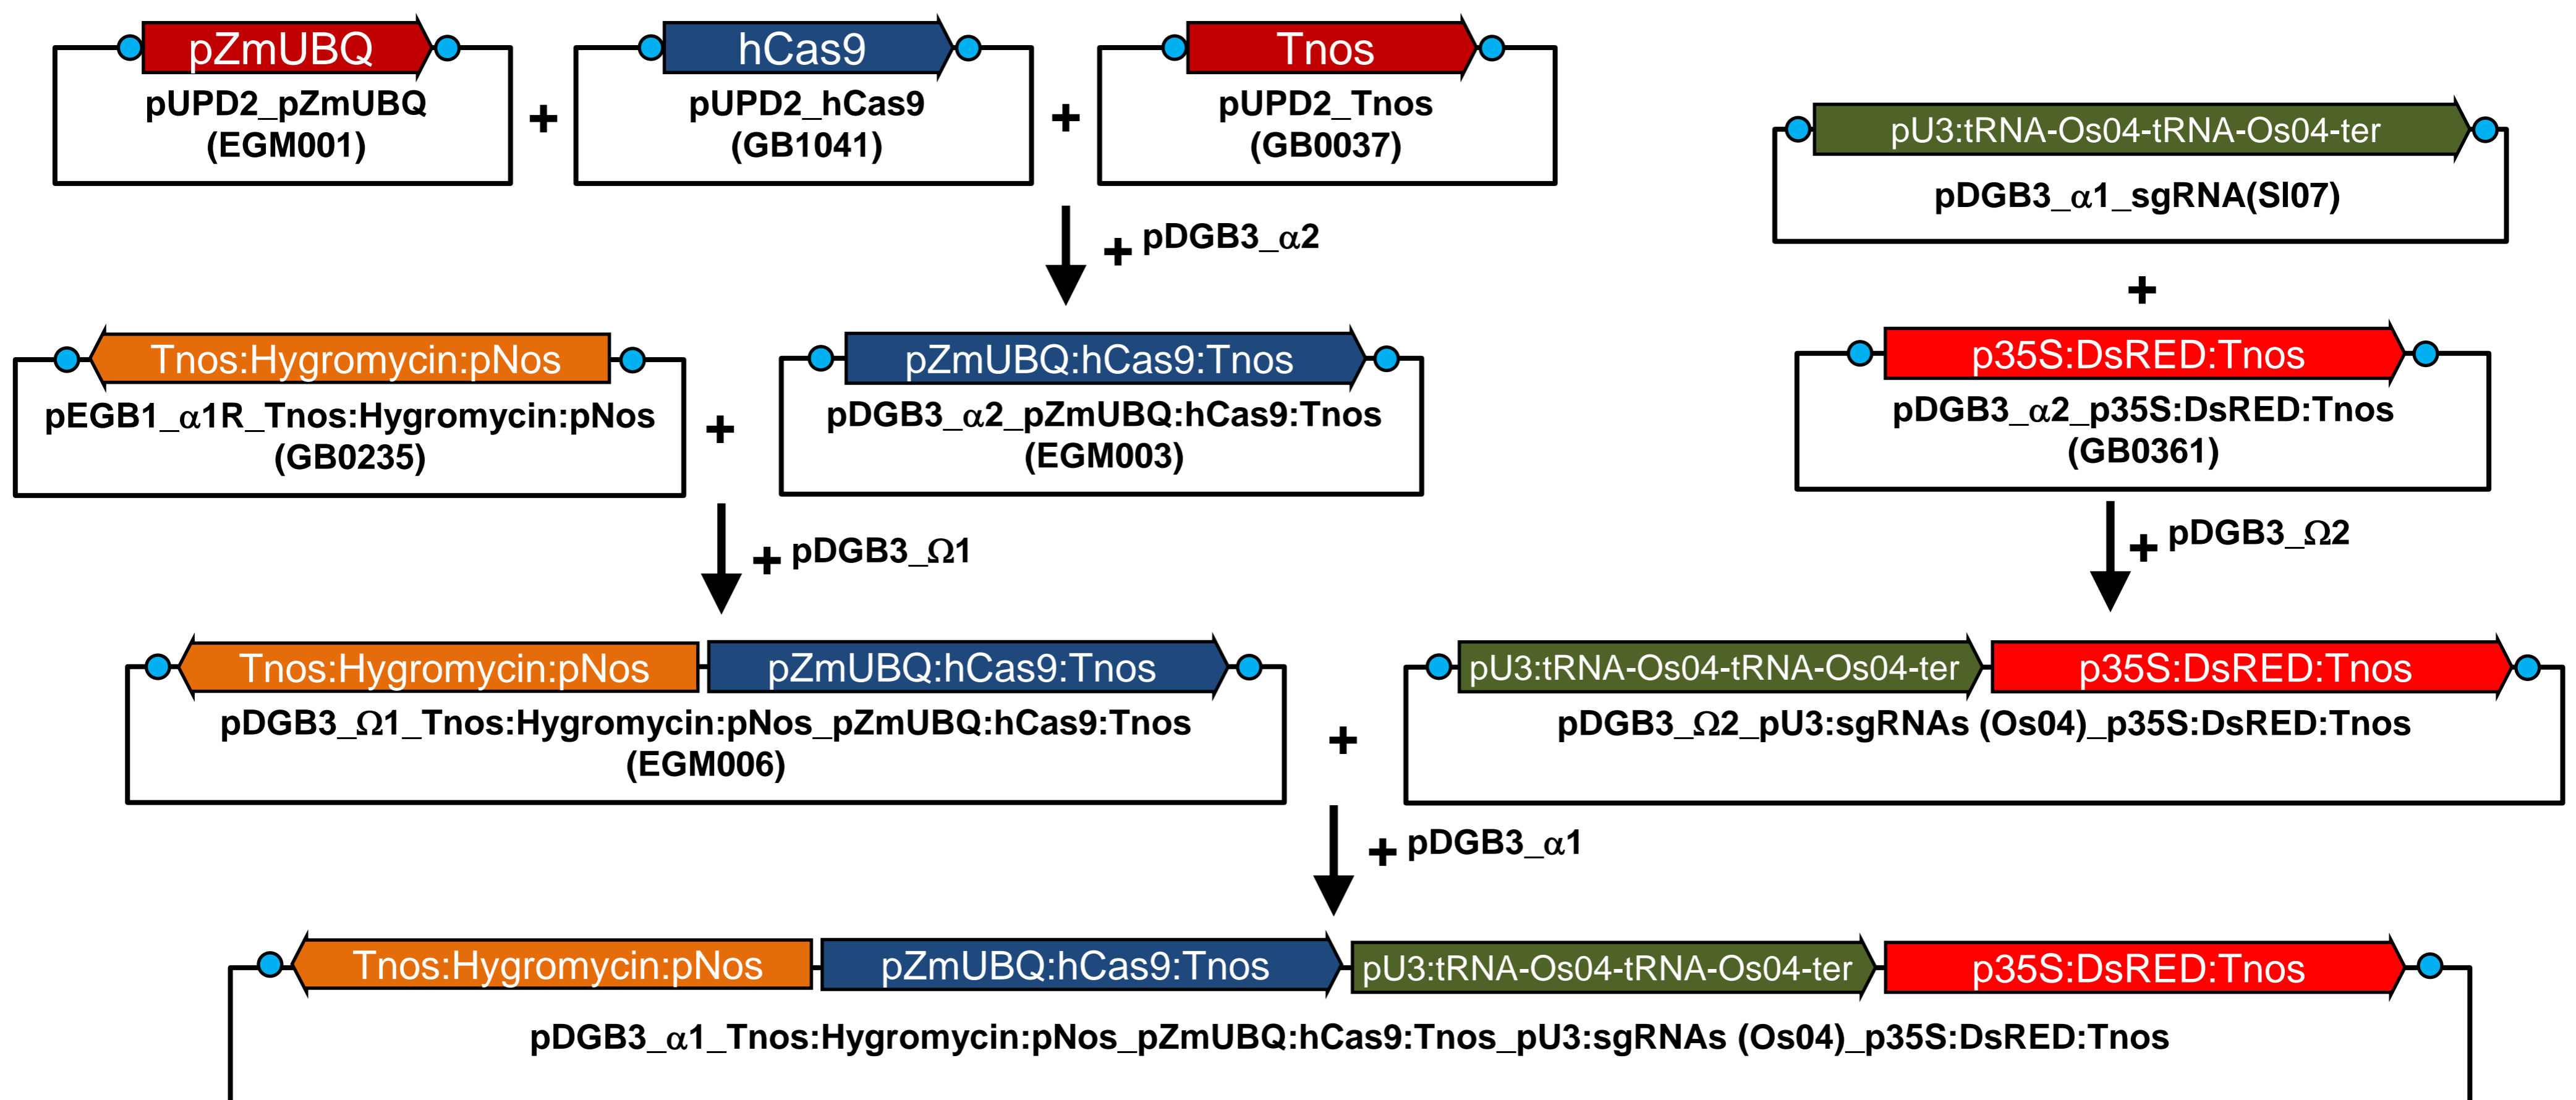 pZmUBQ
pUPD2_pZmUBQ
(EGM001)
+
hCas9
pUPD2_hCas9
(GB1041)
+
Tnos
pUPD2_Tnos
(GB0037)
pU3:tRNA-Os04-tRNA-Os04-ter
pDGB3_α1_sgRNA(Sl07)
+ pDGB3_α2
+
Tnos:Hygromycin:pNos
pEGB1_α1R_Tnos:Hygromycin:pNos
(GB0235)
+
pZmUBQ:hCas9:Tnos
pDGB3_α2_pZmUBQ:hCas9:Tnos
(EGM003)
p35S:DsRED:Tnos
pDGB3_α2_p35S:DsRED:Tnos
(GB0361)
+ pDGB3_Ω1
+ pDGB3_Ω2
Tnos:Hygromycin:pNos pZmUBQ:hCas9:Tnos
pDGB3_Ω1_Tnos:Hygromycin:pNos_pZmUBQ:hCas9:Tnos
(EGM006)
+
pU3:tRNA-Os04-tRNA-Os04-ter p35S:DsRED:Tnos
pDGB3_Ω2_pU3:sgRNAs (Os04)_p35S:DsRED:Tnos
+ pDGB3_α1
Tnos:Hygromycin:pNos pZmUBQ:hCas9:Tnos pU3:tRNA-Os04-tRNA-Os04-ter p35S:DsRED:Tnos
pDGB3_α1_Tnos:Hygromycin:pNos_pZmUBQ:hCas9:Tnos_pU3:sgRNAs (Os04)_p35S:DsRED:Tnos